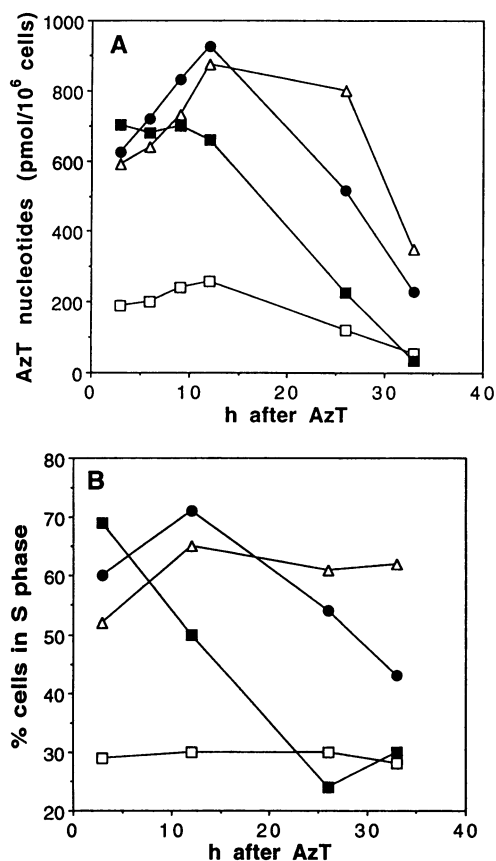 A
1000
800
600
400
200
0
AzT nucleotides (pmol/10⁶ cells)
0 10 20 30 40
h after AzT
B
80
70
60
50
40
30
20
% cells in S phase
0 10 20 30 40
h after AzT